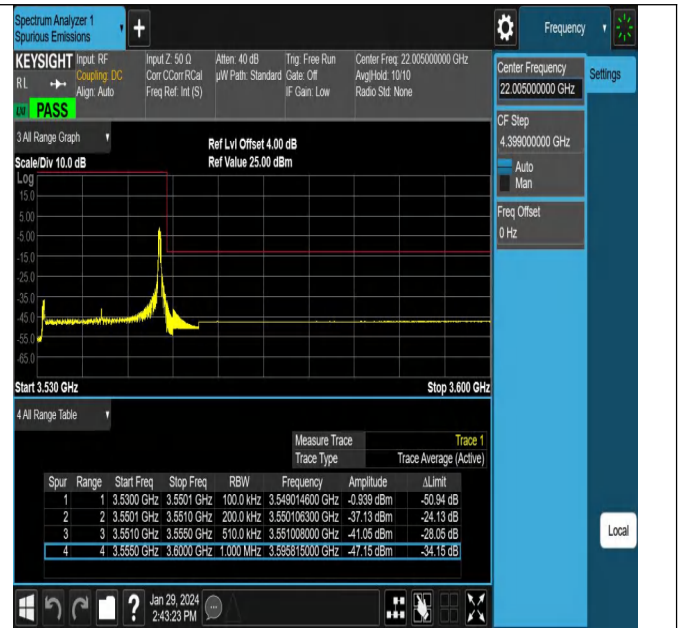 Spectrum Analyzer 1
Spurious Emissions
+
Frequency
KEYSIGHT Input: RF Input Z: 50 Ω Atten: 40 dB Trig: Free Run Center Freq: 22.005000000 GHz
RL Coupling: DC Corr CCorr RCal µW Path: Standard Gate: Off Avg|Hold: 10/10
Align: Auto Freq Ref: Int (S) IF Gain: Low Radio Std: None
LXI PASS
Center Frequency
22.005000000 GHz
Settings
CF Step
4.399000000 GHz
Auto
Man
Freq Offset
0 Hz
3 All Range Graph
Ref Lvl Offset 4.00 dB
Scale/Div 10.0 dB Ref Value 25.00 dBm
Log
15.0
5.00
-5.00
-15.0
-25.0
-35.0
-45.0
-55.0
-65.0
Start 3.530 GHz Stop 3.600 GHz
4 All Range Table
Measure Trace Trace 1
Trace Type Trace Average (Active)
Spur Range Start Freq Stop Freq RBW Frequency Amplitude ΔLimit
1 1 3.5300 GHz 3.5501 GHz 100.0 kHz 3.549014600 GHz -0.939 dBm -50.94 dB
2 2 3.5501 GHz 3.5510 GHz 200.0 kHz 3.550106300 GHz -37.13 dBm -24.13 dB
3 3 3.5510 GHz 3.5550 GHz 510.0 kHz 3.551008000 GHz -41.05 dBm -28.05 dB
4 4 3.5550 GHz 3.6000 GHz 1.000 MHz 3.595815000 GHz -47.15 dBm -34.15 dB
Local
?
Jan 29, 2024
2:43:23 PM